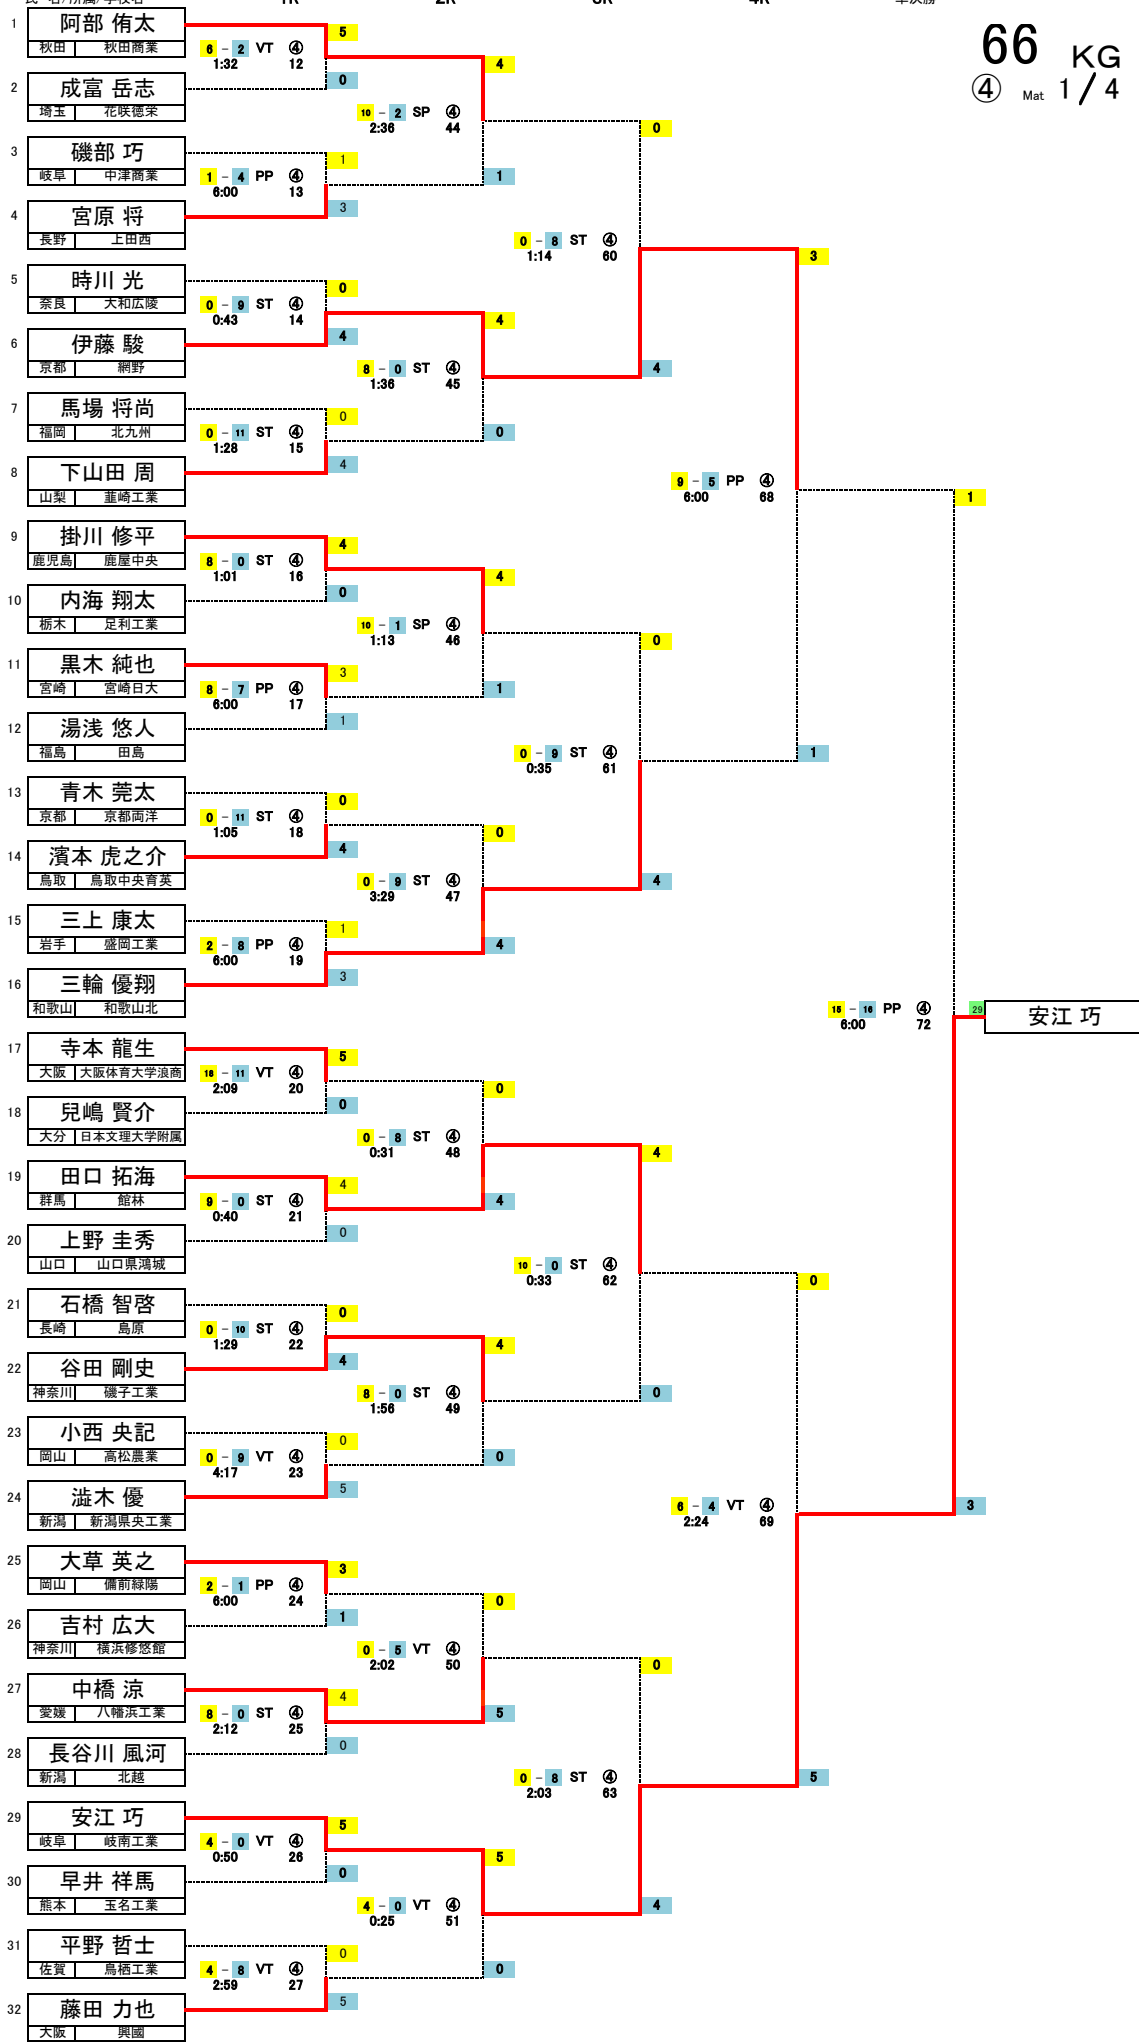 1R 2R 3R 4R 準決勝
66 KG
④ Mat 1/4
1 阿部 侑太
秋田 秋田商業
5
6 - 2 VT ④
1:32 12
2 成富 岳志
埼玉 花咲徳栄
0
4
10 - 2 SP ④
2:36 44
3 磯部 巧
岐阜 中津商業
1
1 - 4 PP ④
6:00 13
4 宮原 将
長野 上田西
3
1
0
0 - 8 ST ④
1:14 60
5 時川 光
奈良 大和広陵
0
0 - 9 ST ④
0:43 14
6 伊藤 駿
京都 網野
4
4
8 - 0 ST ④
1:36 45
7 馬場 将尚
福岡 北九州
0
0 - 11 ST ④
1:28 15
8 下山田 周
山梨 韮崎工業
4
0
4
3
9 - 5 PP ④
6:00 68
9 掛川 修平
鹿児島 鹿屋中央
4
8 - 0 ST ④
1:01 16
10 内海 翔太
栃木 足利工業
0
4
10 - 1 SP ④
1:13 46
11 黒木 純也
宮崎 宮崎日大
3
8 - 7 PP ④
6:00 17
12 湯浅 悠人
福島 田島
1
1
0
0 - 9 ST ④
0:35 61
13 青木 莞太
京都 京都両洋
0
0 - 11 ST ④
1:05 18
14 濱本 虎之介
鳥取 鳥取中央育英
4
0
0 - 9 ST ④
3:29 47
15 三上 康太
岩手 盛岡工業
1
2 - 8 PP ④
6:00 19
16 三輪 優翔
和歌山 和歌山北
3
4
4
1
1
15 - 16 PP ④
6:00 72
29 安江 巧
17 寺本 龍生
大阪 大阪体育大学浪商
5
18 - 11 VT ④
2:09 20
18 兒嶋 賢介
大分 日本文理大学附属
0
0
0 - 8 ST ④
0:31 48
19 田口 拓海
群馬 館林
4
9 - 0 ST ④
0:40 21
20 上野 圭秀
山口 山口県鴻城
0
4
4
10 - 0 ST ④
0:33 62
21 石橋 智啓
長崎 島原
0
0 - 10 ST ④
1:29 22
22 谷田 剛史
神奈川 磯子工業
4
4
8 - 0 ST ④
1:56 49
23 小西 央記
岡山 高松農業
0
0 - 9 VT ④
4:17 23
24 澁木 優
新潟 新潟県央工業
5
0
0
0
6 - 4 VT ④
2:24 69
3
25 大草 英之
岡山 備前緑陽
3
2 - 1 PP ④
6:00 24
26 吉村 広大
神奈川 横浜修悠館
1
0
0 - 5 VT ④
2:02 50
27 中橋 涼
愛媛 八幡浜工業
4
8 - 0 ST ④
2:12 25
28 長谷川 風河
新潟 北越
0
5
0
0 - 8 ST ④
2:03 63
5
29 安江 巧
岐阜 岐南工業
5
4 - 0 VT ④
0:50 26
30 早井 祥馬
熊本 玉名工業
0
5
4 - 0 VT ④
0:25 51
4
31 平野 哲士
佐賀 鳥栖工業
0
4 - 8 VT ④
2:59 27
32 藤田 力也
大阪 興國
5
0